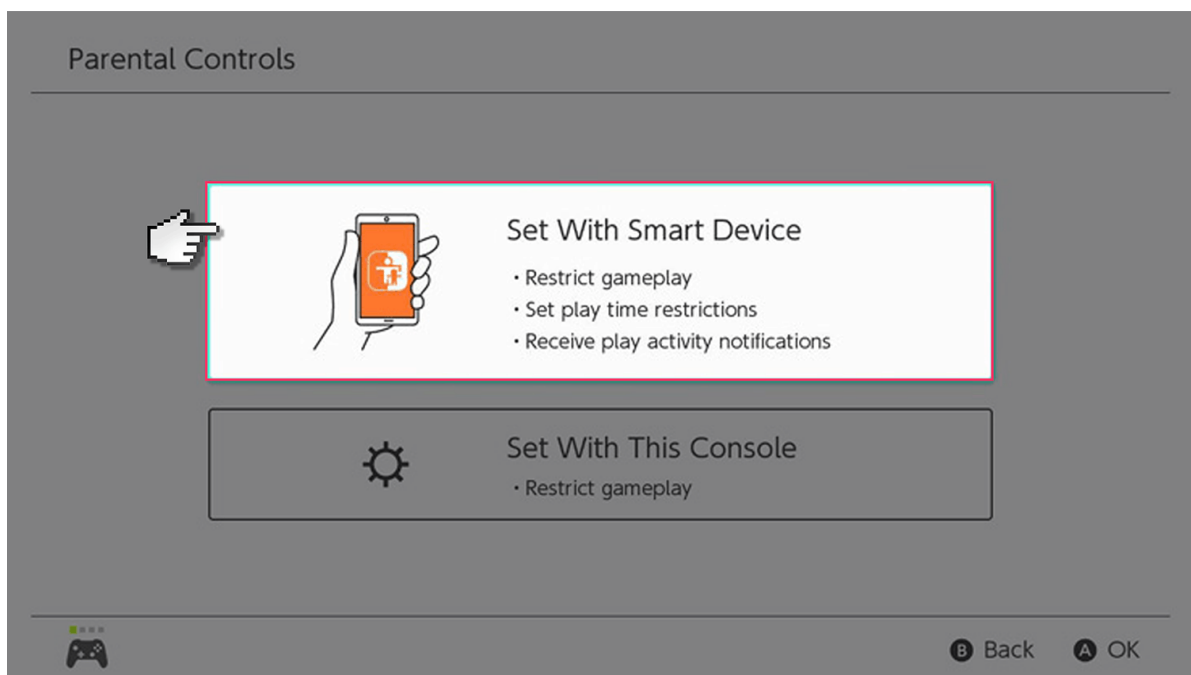 Parental Controls
Set With Smart Device
・Restrict gameplay
・Set play time restrictions
・Receive play activity notifications
Set With This Console
・Restrict gameplay
B Back A OK